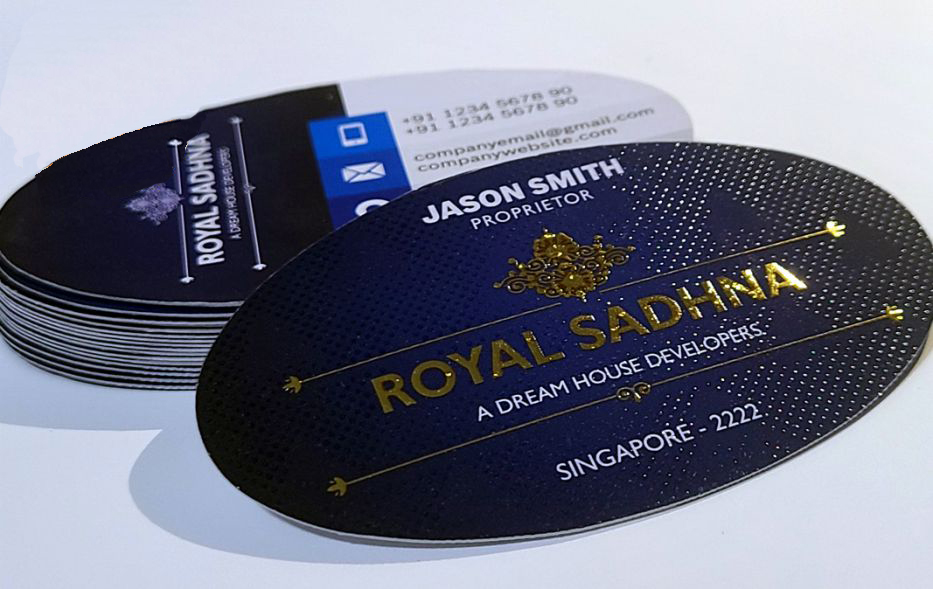 +91 1234 5678 90
+91 1234 5678 90
companyemail@gmail.com
companywebsite.com
ROYAL SADHNA
A DREAM HOUSE DEVELOPERS
JASON SMITH
PROPRIETOR
ROYAL SADHNA
A DREAM HOUSE DEVELOPERS.
SINGAPORE - 2222